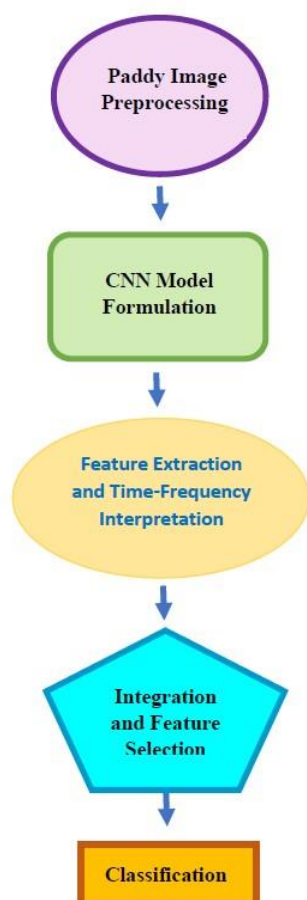 Paddy Image
Preprocessing
CNN Model
Formulation
Feature Extraction
and Time-Frequency
Interpretation
Integration
and Feature
Selection
Classification